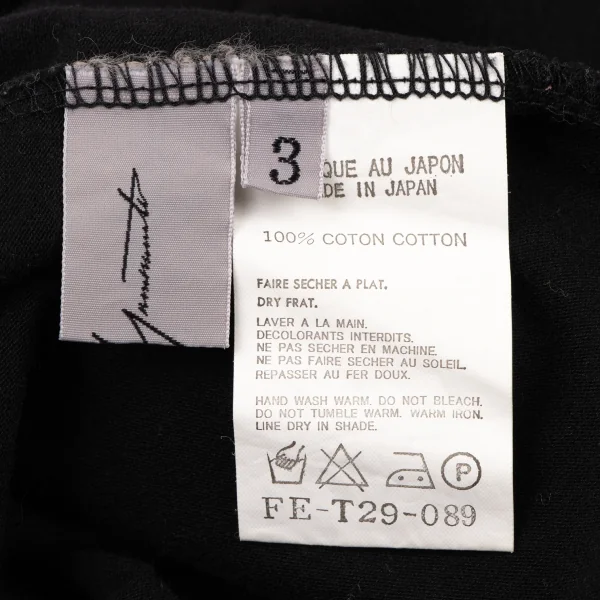 Yamamoto
3
QUE AU JAPON
DE IN JAPAN
100% COTON COTTON
FAIRE SECHER A PLAT.
DRY FRAT.
LAVER A LA MAIN.
DECOLORANTS INTERDITS.
NE PAS SECHER EN MACHINE.
NE PAS FAIRE SECHER AU SOLEIL.
REPASSER AU FER DOUX.
HAND WASH WARM. DO NOT BLEACH.
DO NOT TUMBLE WARM. WARM IRON.
LINE DRY IN SHADE.
P
FE-T29-089